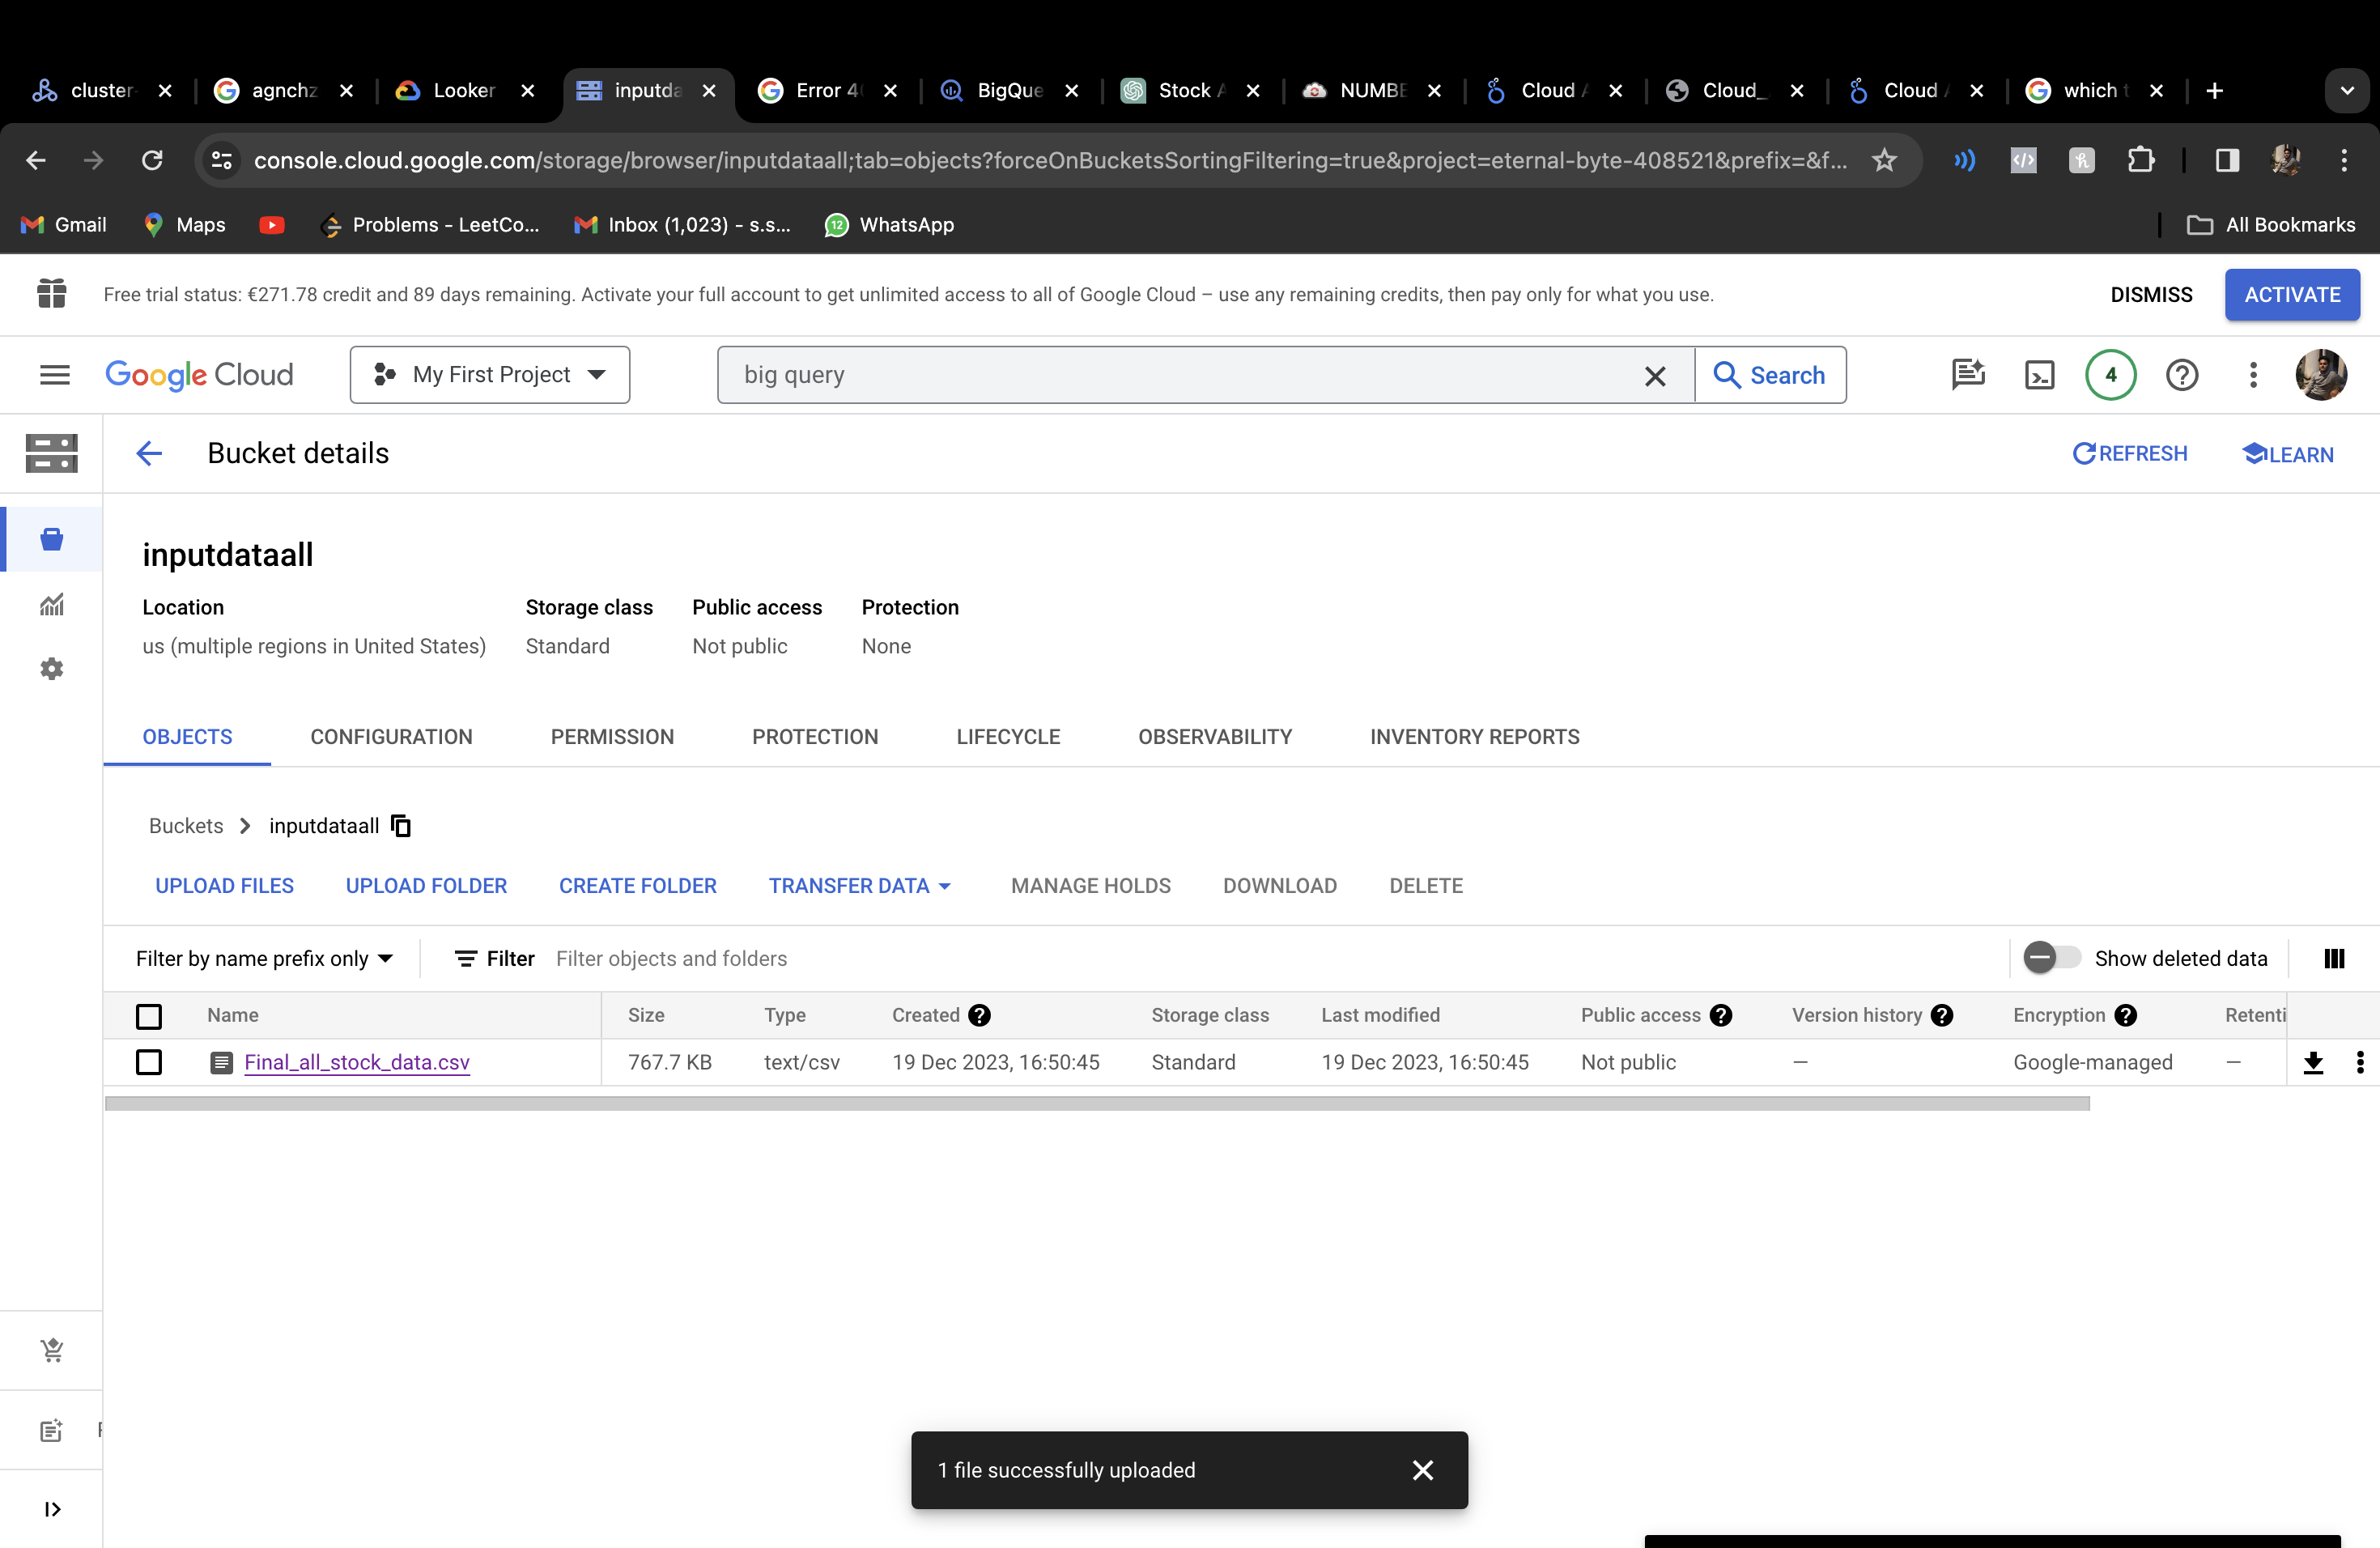 cluster-
agnchz
Looker
inputda
Error 4
BigQue
Stock A
NUMBE
Cloud A
Cloud_
Cloud A
which t
console.cloud.google.com/storage/browser/inputdataall;tab=objects?forceOnBucketsSortingFiltering=true&project=eternal-byte-408521&prefix=&f...
Gmail
Maps
Problems - LeetCo...
Inbox (1,023) - s.s...
12
WhatsApp
All Bookmarks
Free trial status: €271.78 credit and 89 days remaining. Activate your full account to get unlimited access to all of Google Cloud – use any remaining credits, then pay only for what you use.
DISMISS
ACTIVATE
Google Cloud
My First Project
big query
Search
4
Bucket details
REFRESH
LEARN
inputdataall
Location Storage class Public access Protection
us (multiple regions in United States) Standard Not public None
OBJECTS CONFIGURATION PERMISSION PROTECTION LIFECYCLE OBSERVABILITY INVENTORY REPORTS
Buckets > inputdataall
UPLOAD FILES UPLOAD FOLDER CREATE FOLDER TRANSFER DATA MANAGE HOLDS DOWNLOAD DELETE
Filter by name prefix only Filter Filter objects and folders Show deleted data
Name Size Type Created Storage class Last modified Public access Version history Encryption Retenti
Final_all_stock_data.csv 767.7 KB text/csv 19 Dec 2023, 16:50:45 Standard 19 Dec 2023, 16:50:45 Not public — Google-managed —
1 file successfully uploaded